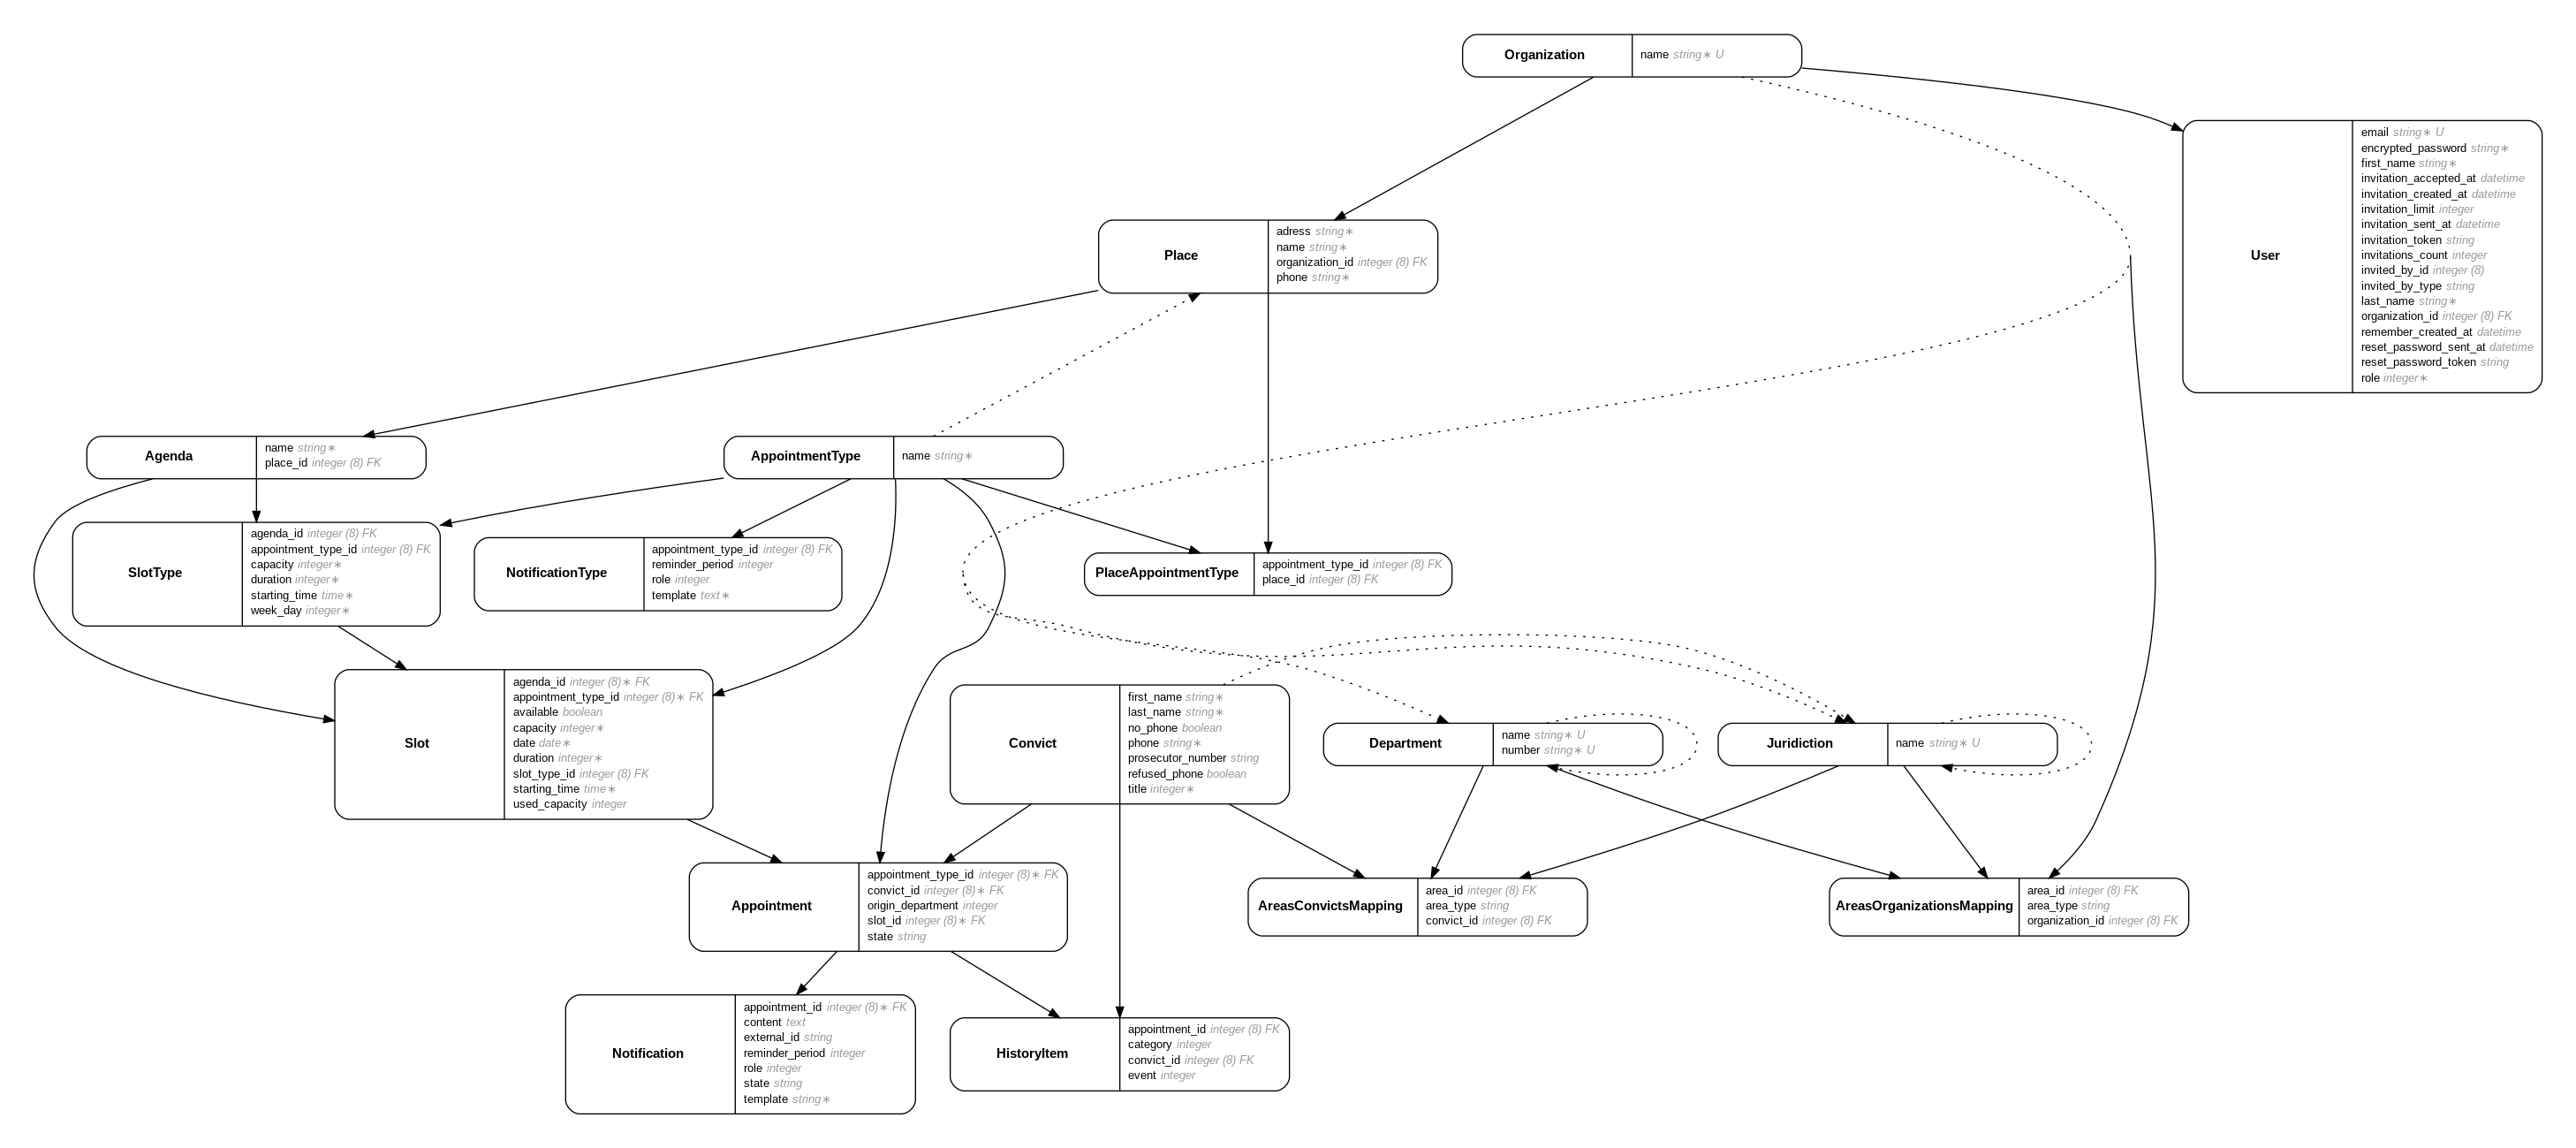 Organization
name string∗ U
User
email string∗ U
encrypted_password string∗
first_name string∗
invitation_accepted_at datetime
invitation_created_at datetime
invitation_limit integer
invitation_sent_at datetime
invitation_token string
invitations_count integer
invited_by_id integer (8)
invited_by_type string
last_name string∗
organization_id integer (8) FK
remember_created_at datetime
reset_password_sent_at datetime
reset_password_token string
role integer∗
Place
adress string∗
name string∗
organization_id integer (8) FK
phone string∗
Agenda
name string∗
place_id integer (8) FK
AppointmentType
name string∗
SlotType
agenda_id integer (8) FK
appointment_type_id integer (8) FK
capacity integer∗
duration integer∗
starting_time time∗
week_day integer∗
NotificationType
appointment_type_id integer (8) FK
reminder_period integer
role integer
template text∗
PlaceAppointmentType
appointment_type_id integer (8) FK
place_id integer (8) FK
Slot
agenda_id integer (8)∗ FK
appointment_type_id integer (8)∗ FK
available boolean
capacity integer∗
date date∗
duration integer∗
slot_type_id integer (8) FK
starting_time time∗
used_capacity integer
Convict
first_name string∗
last_name string∗
no_phone boolean
phone string∗
prosecutor_number string
refused_phone boolean
title integer∗
Department
name string∗ U
number string∗ U
Juridiction
name string∗ U
Appointment
appointment_type_id integer (8)∗ FK
convict_id integer (8)∗ FK
origin_department integer
slot_id integer (8)∗ FK
state string
AreasConvictsMapping
area_id integer (8) FK
area_type string
convict_id integer (8) FK
AreasOrganizationsMapping
area_id integer (8) FK
area_type string
organization_id integer (8) FK
Notification
appointment_id integer (8)∗ FK
content text
external_id string
reminder_period integer
role integer
state string
template string∗
HistoryItem
appointment_id integer (8) FK
category integer
convict_id integer (8) FK
event integer